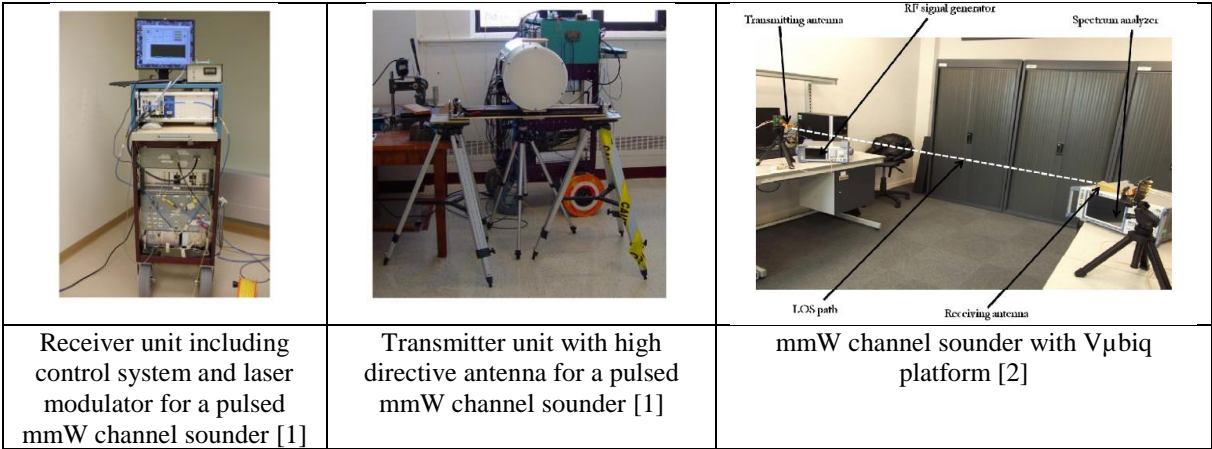 Transmitting antenna
RF signal generator
Spectrum analyzer
CAU
LOS path
Receiving antenna
Receiver unit including
control system and laser
modulator for a pulsed
mmW channel sounder [1]
Transmitter unit with high
directive antenna for a pulsed
mmW channel sounder [1]
mmW channel sounder with Vµbiq
platform [2]